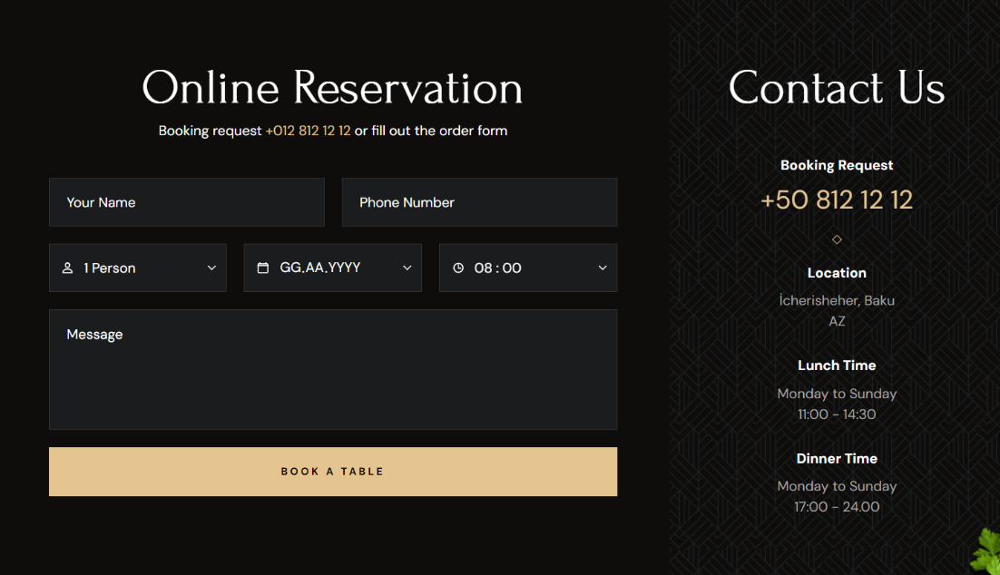 Online Reservation
Booking request +012 812 12 12 or fill out the order form
Your Name
Phone Number
1 Person
GG.AA.YYYY
08 : 00
Message
BOOK A TABLE
Contact Us
Booking Request
+50 812 12 12
Location
İcherisheher, Baku
AZ
Lunch Time
Monday to Sunday
11:00 - 14:30
Dinner Time
Monday to Sunday
17:00 - 24.00